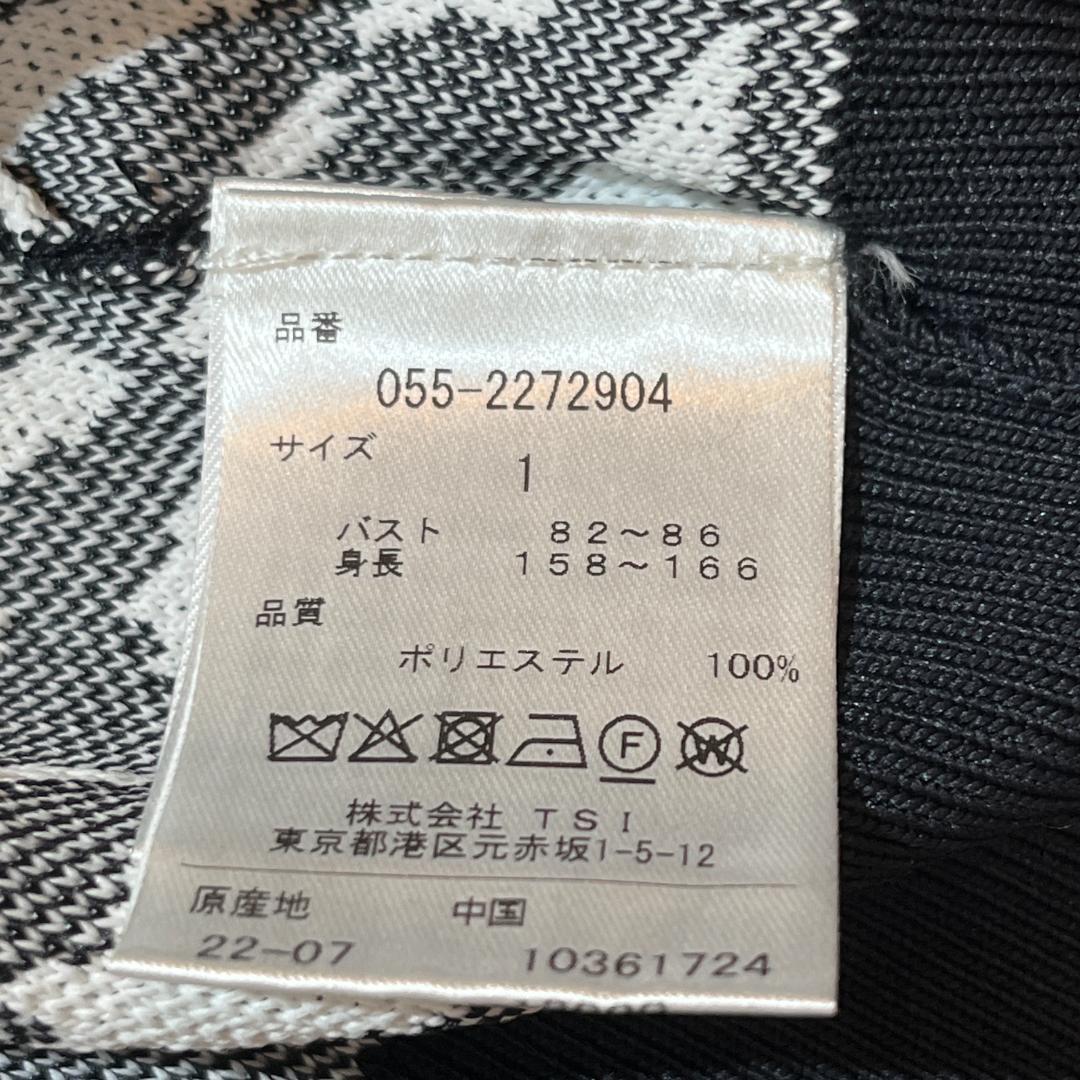 品番
055-2272904
サイズ
1
バスト 82~86
身長 158~166
品質
ポリエステル 100%
F W
株式会社 TSI
東京都港区元赤坂1-5-12
原産地 中国
22-07 10361724